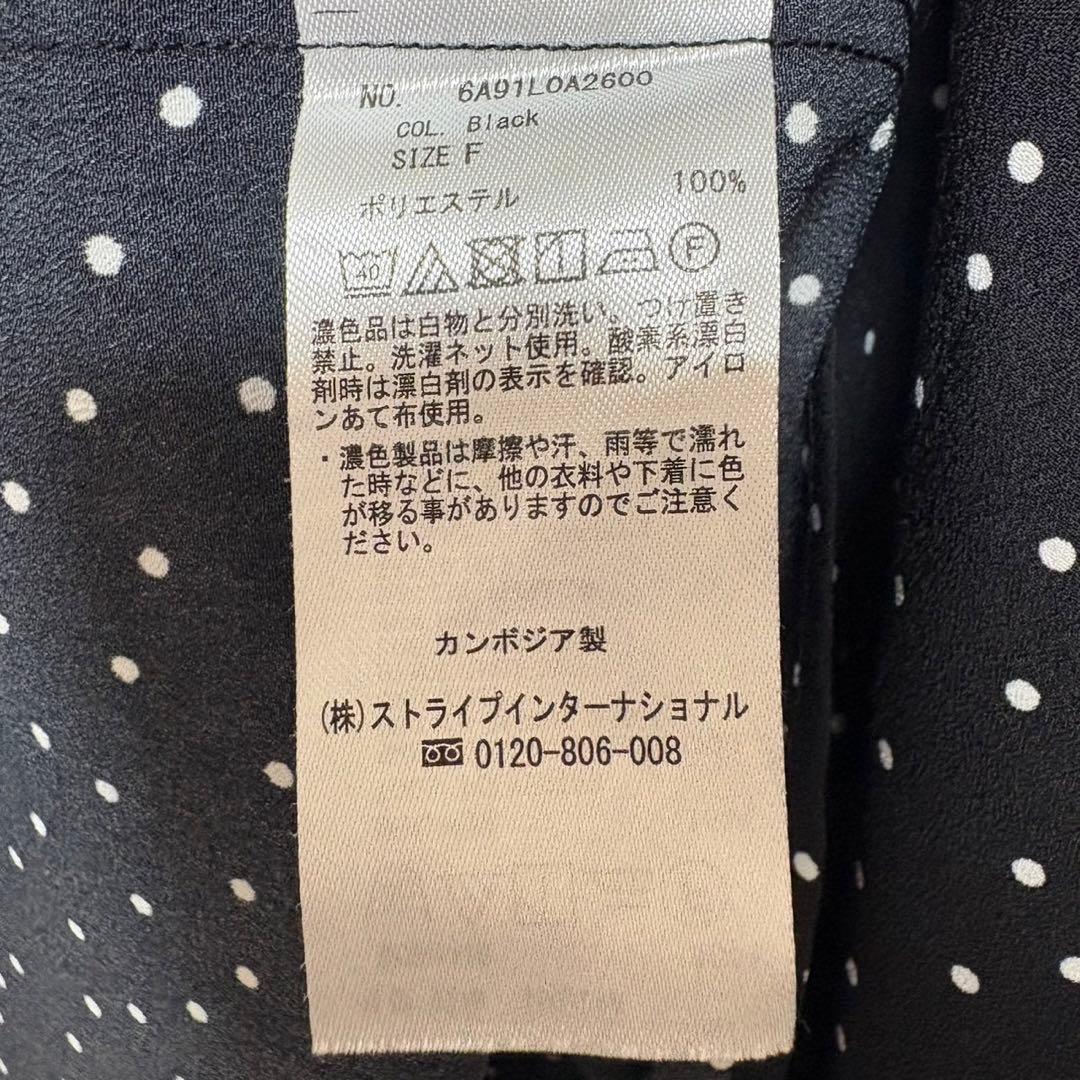 NO. 6A91L0A2600
COL. Black
SIZE F
ポリエステル 100%
40 F
濃色品は白物と分別洗い、つけ置き
禁止。洗濯ネット使用。酸素系漂白
剤時は漂白剤の表示を確認。アイロ
ンあて布使用。
・濃色製品は摩擦や汗、雨等で濡れ
た時などに、他の衣料や下着に色
が移る事がありますのでご注意く
ださい。
カンボジア製
(株)ストライプインターナショナル
0120-806-008